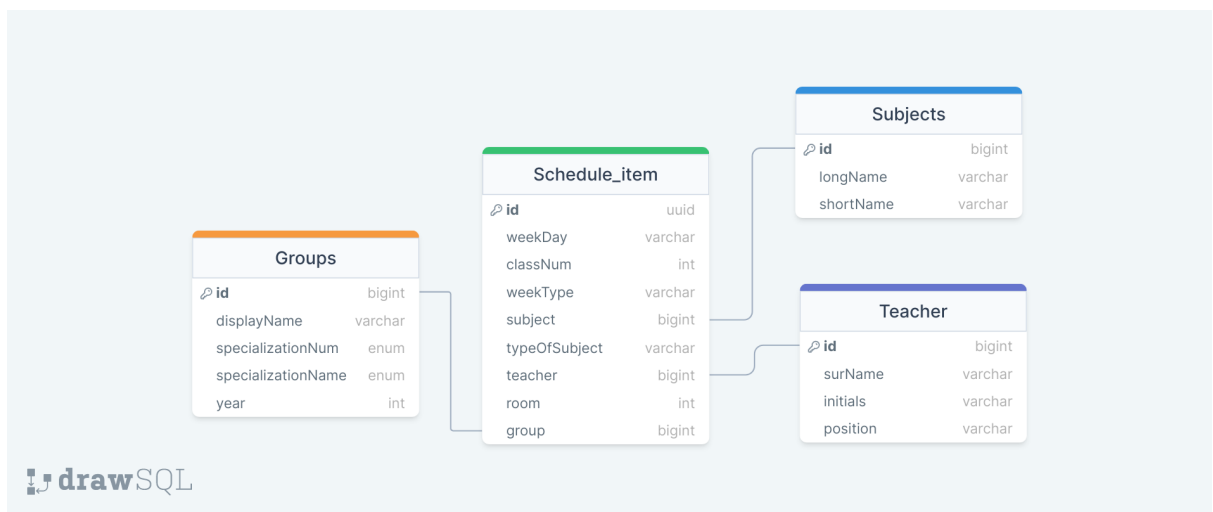 Groups
id bigint
displayName varchar
specializationNum enum
specializationName enum
year int
Schedule_item
id uuid
weekDay varchar
classNum int
weekType varchar
subject bigint
typeOfSubject varchar
teacher bigint
room int
group bigint
Subjects
id bigint
longName varchar
shortName varchar
Teacher
id bigint
surName varchar
initials varchar
position varchar
drawSQL